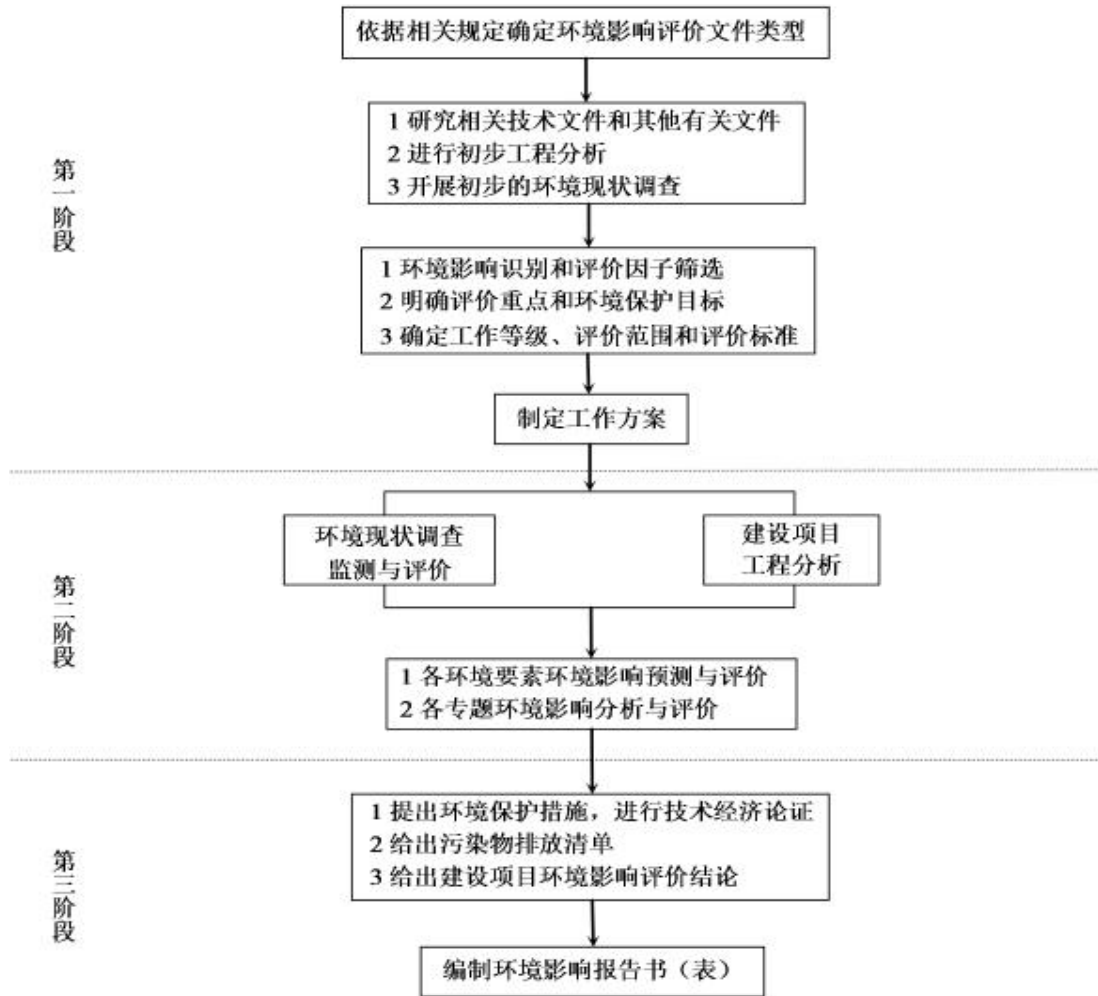 依据相关规定确定环境影响评价文件类型
1 研究相关技术文件和其他有关文件
2 进行初步工程分析
3 开展初步的环境现状调查
第一阶段
1 环境影响识别和评价因子筛选
2 明确评价重点和环境保护目标
3 确定工作等级、评价范围和评价标准
制定工作方案
环境现状调查
监测与评价
建设项目
工程分析
第二阶段
1 各环境要素环境影响预测与评价
2 各专题环境影响分析与评价
1 提出环境保护措施，进行技术经济论证
2 给出污染物排放清单
3 给出建设项目环境影响评价结论
第三阶段
编制环境影响报告书（表）